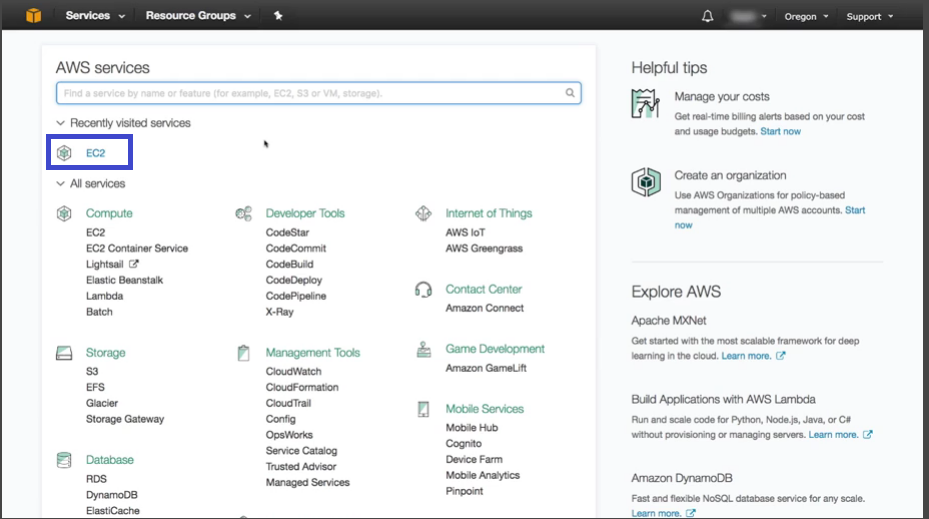 Services
Resource Groups
Oregon
Support
AWS services
Find a service by name or feature (for example, EC2, S3 or VM, storage).
Recently visited services
EC2
All services
Compute
EC2
EC2 Container Service
Lightsail
Elastic Beanstalk
Lambda
Batch
Storage
S3
EFS
Glacier
Storage Gateway
Database
RDS
DynamoDB
ElastiCache
Developer Tools
CodeStar
CodeCommit
CodeBuild
CodeDeploy
CodePipeline
X-Ray
Management Tools
CloudWatch
CloudFormation
CloudTrail
Config
OpsWorks
Service Catalog
Trusted Advisor
Managed Services
Internet of Things
AWS IoT
AWS Greengrass
Contact Center
Amazon Connect
Game Development
Amazon GameLift
Mobile Services
Mobile Hub
Cognito
Device Farm
Mobile Analytics
Pinpoint
Helpful tips
Manage your costs
Get real-time billing alerts based on your cost
and usage budgets. Start now
Create an organization
Use AWS Organizations for policy-based
management of multiple AWS accounts. Start
now
Explore AWS
Apache MXNet
Get started with the most scalable framework for deep
learning in the cloud. Learn more.
Build Applications with AWS Lambda
Run and scale code for Python, Node.js, Java, or C#
without provisioning or managing servers. Learn more.
Amazon DynamoDB
Fast and flexible NoSQL database service for any scale.
Learn more.